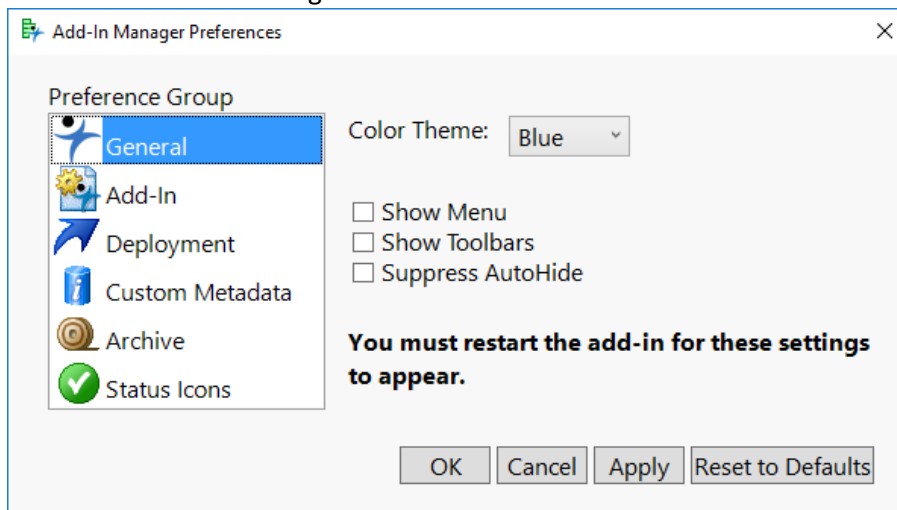 Add-In Manager Preferences
Preference Group
General
Add-In
Deployment
Custom Metadata
Archive
Status Icons
Color Theme: Blue
Show Menu
Show Toolbars
Suppress AutoHide
You must restart the add-in for these settings
to appear.
OK Cancel Apply Reset to Defaults